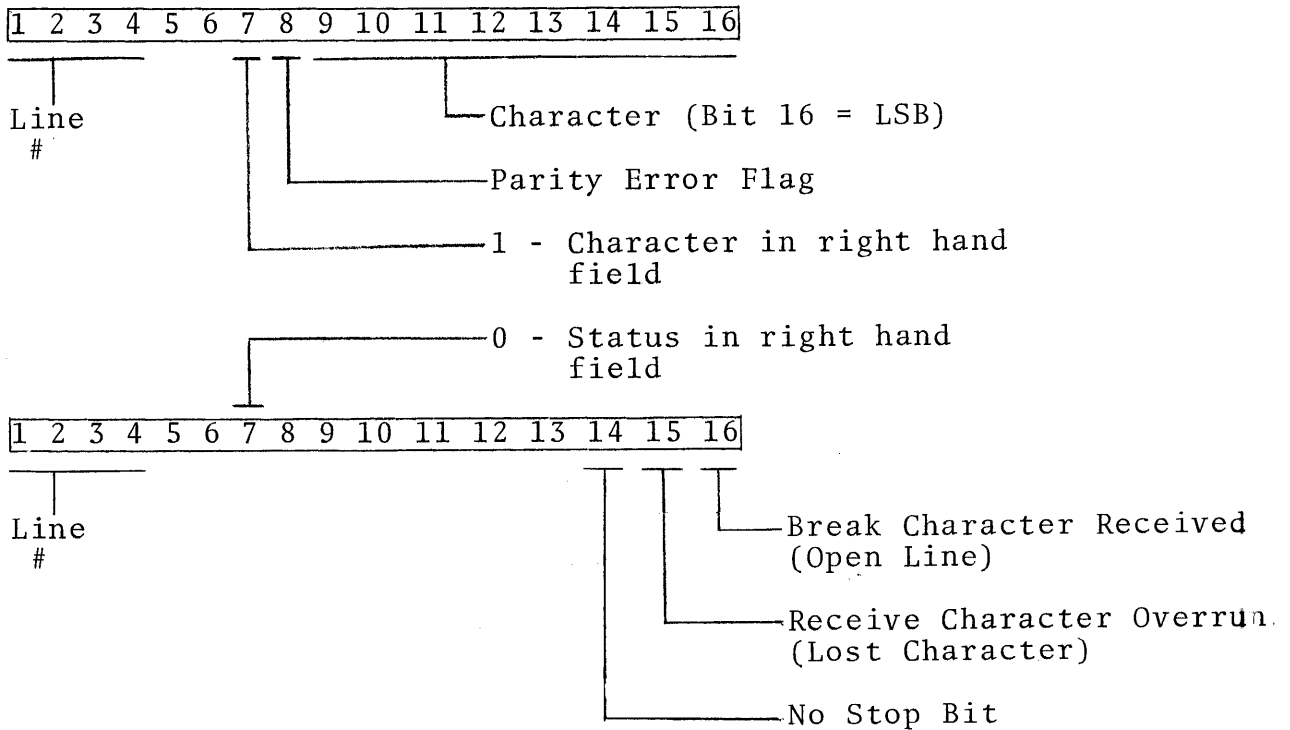 1 2 3 4 5 6 7 8 9 10 11 12 13 14 15 16
Line
#
Character (Bit 16 = LSB)
Parity Error Flag
1 - Character in right hand
field
0 - Status in right hand
field
1 2 3 4 5 6 7 8 9 10 11 12 13 14 15 16
Line
#
Break Character Received
(Open Line)
Receive Character Overrun
(Lost Character)
No Stop Bit